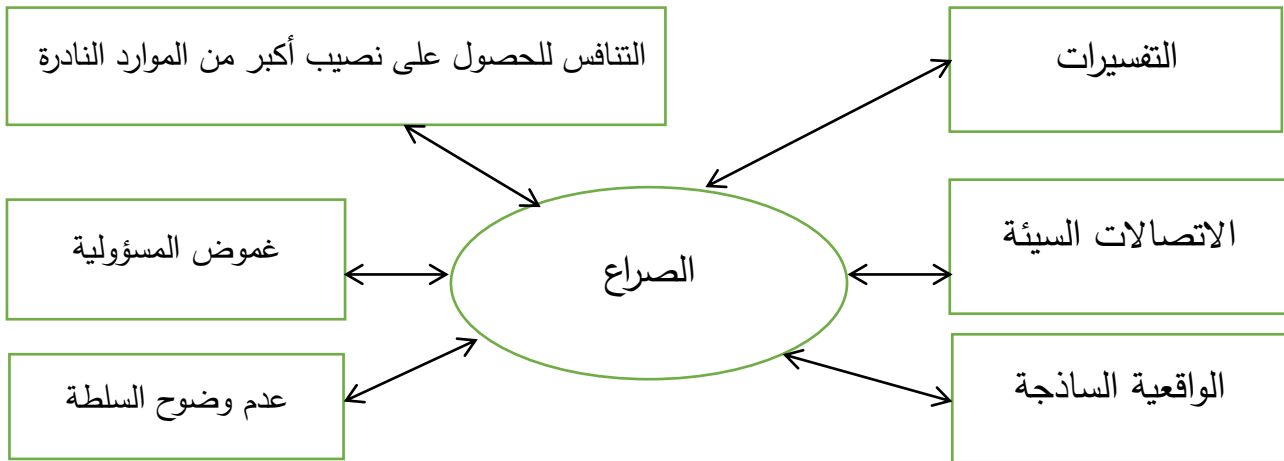 التفسيرات
التنافس للحصول على نصيب أكبر من الموارد النادرة
الاتصالات السيئة
غموض المسؤولية
الصراع
الواقعية الساذجة
عدم وضوح السلطة